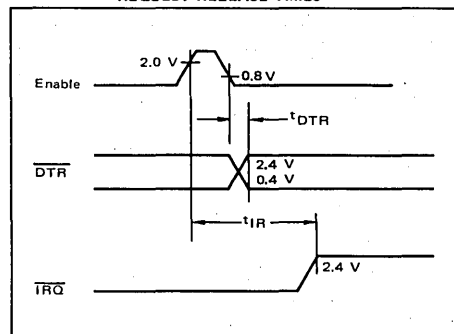 REQUEST RELEASE TIMES
2.0 V
0.8 V
Enable
tDTR
DTR
2.4 V
0.4 V
tIR
2.4 V
IRQ